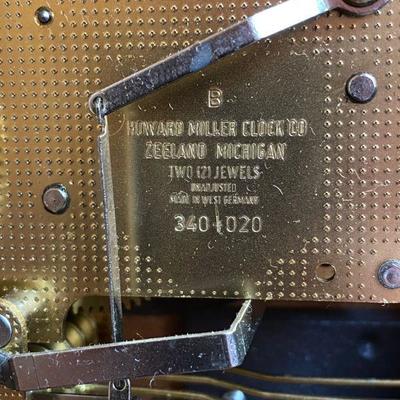 B
HOWARD MILLER CLOCK CO
ZEELAND MICHIGAN
TWO (2) JEWELS
UNADJUSTED
MADE IN WEST GERMANY
340-020